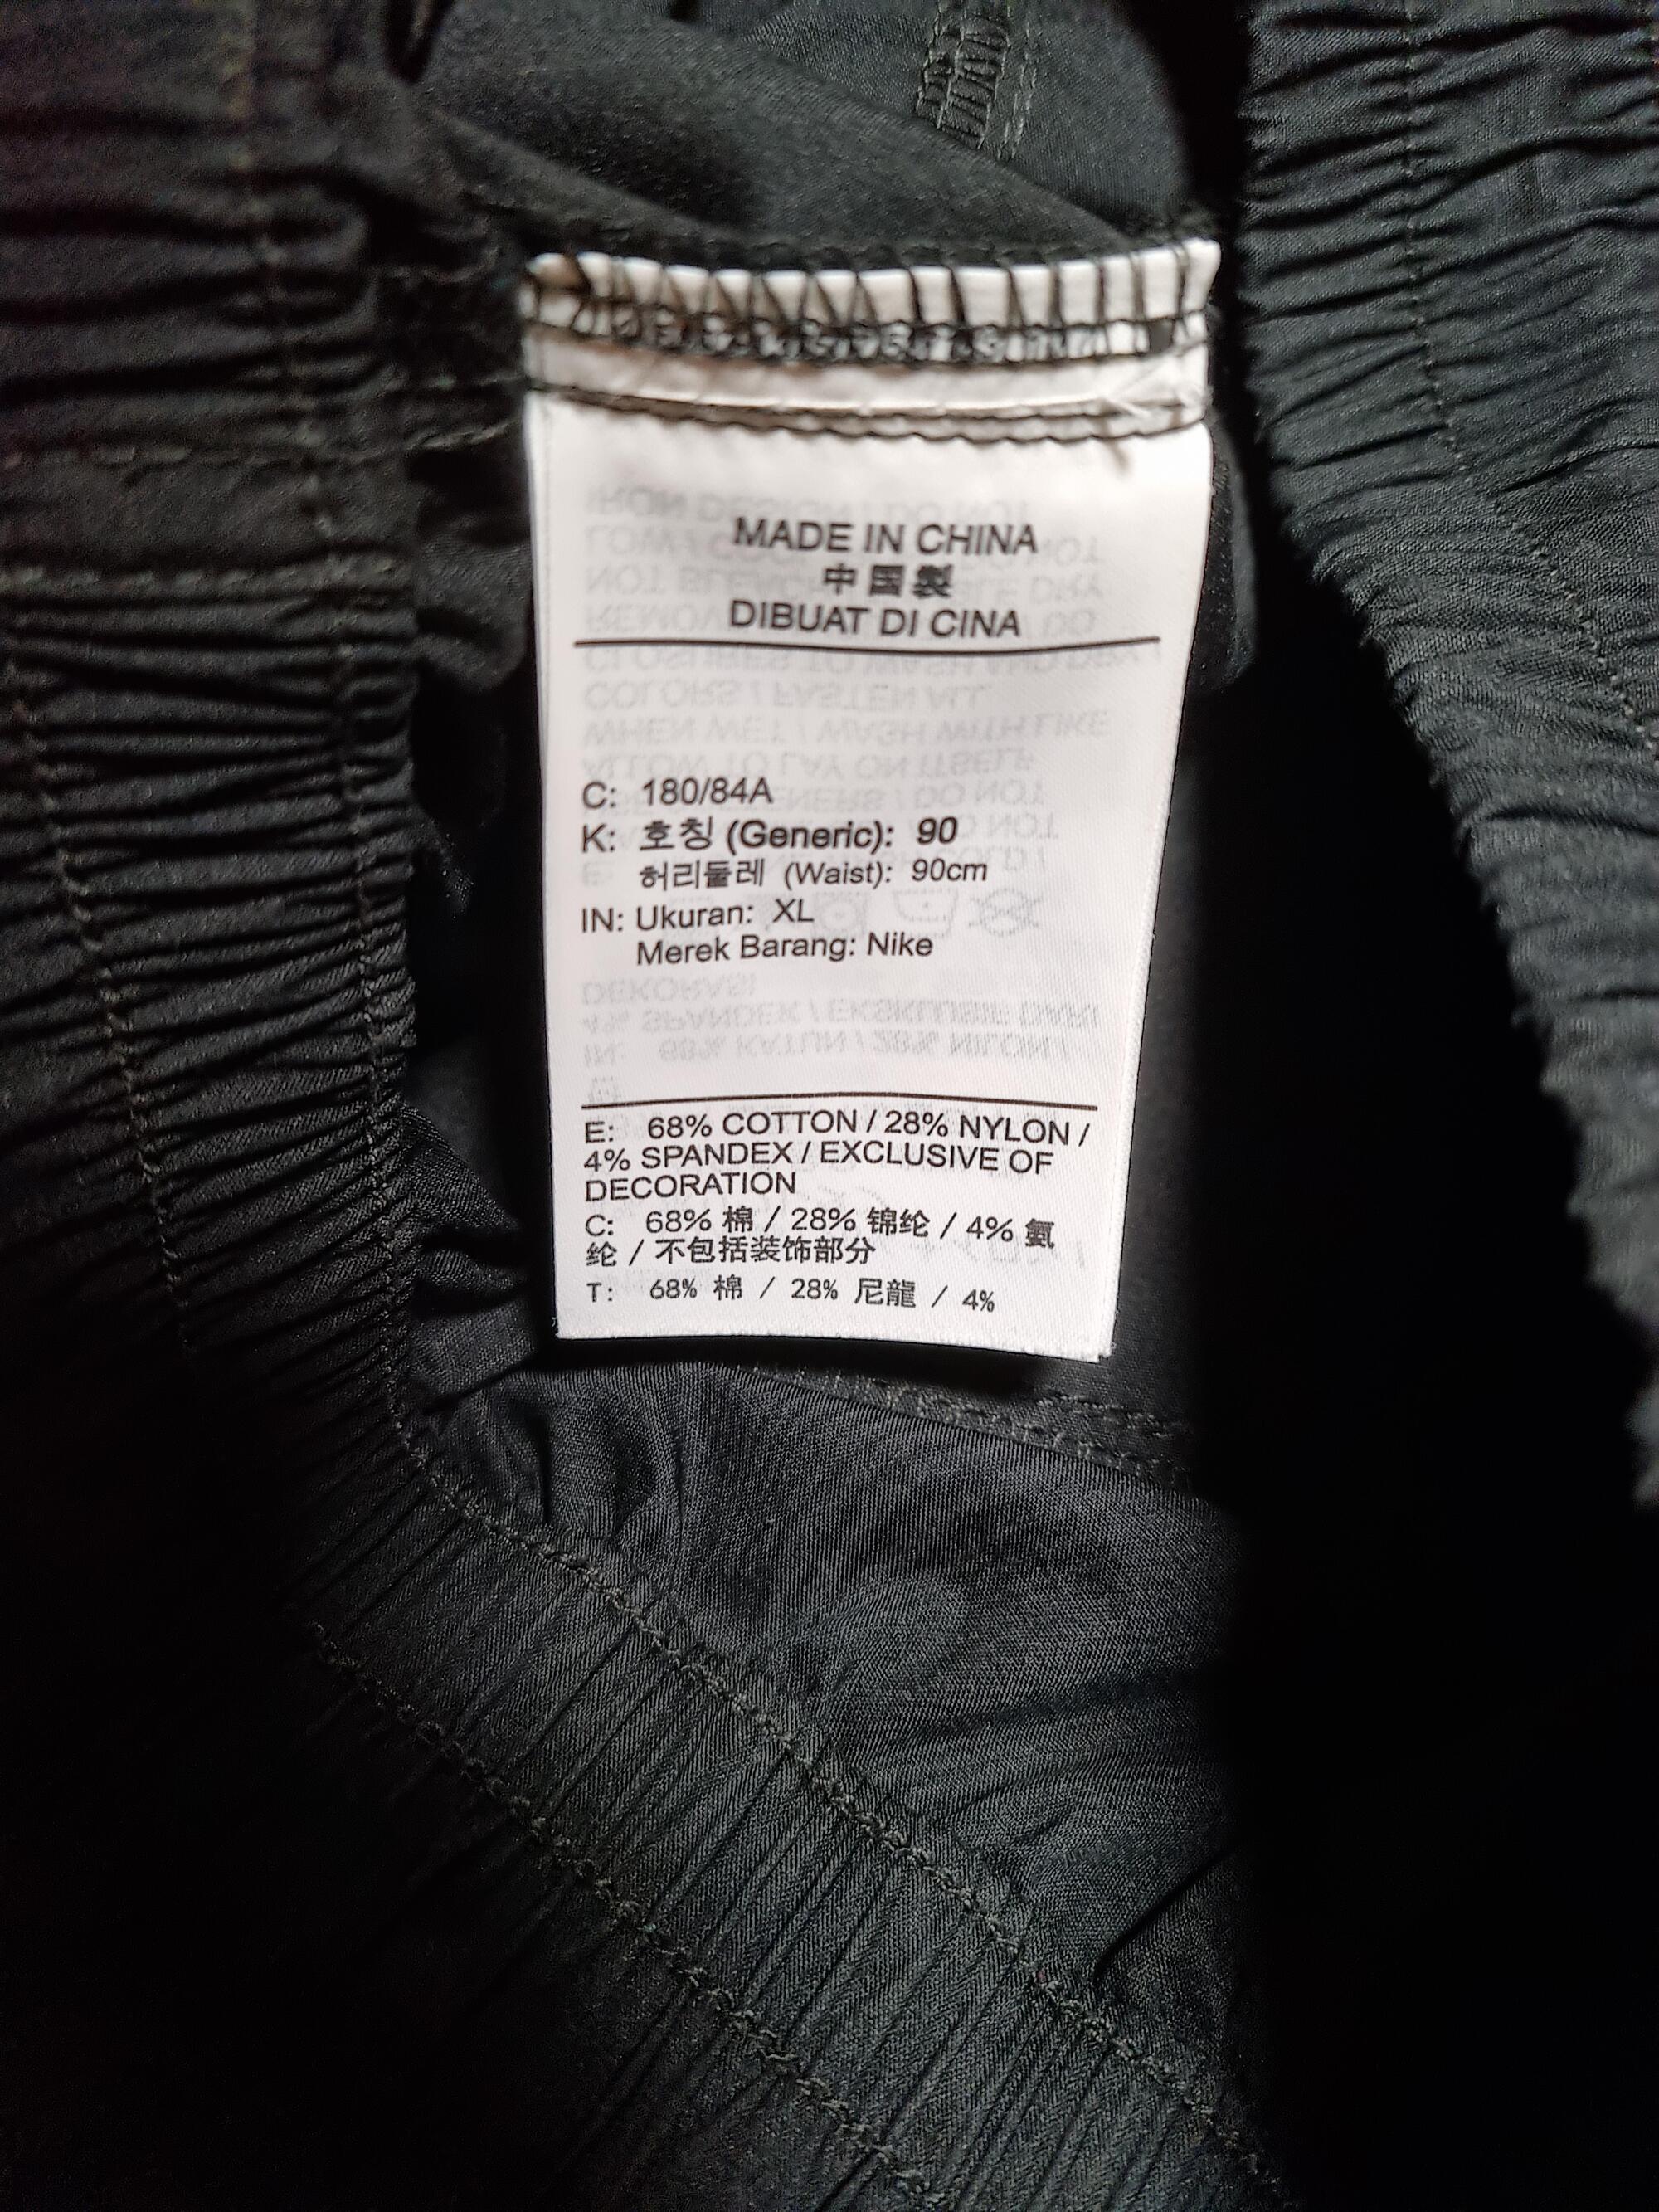 MADE IN CHINA
中国製
DIBUAT DI CINA
C: 180/84A
K: 호칭 (Generic): 90
허리둘레 (Waist): 90cm
IN: Ukuran: XL
Merek Barang: Nike
E: 68% COTTON / 28% NYLON /
4% SPANDEX / EXCLUSIVE OF
DECORATION
C: 68% 棉 / 28% 锦纶 / 4% 氨
纶 / 不包括装饰部分
T: 68% 棉 / 28% 尼龍 / 4%